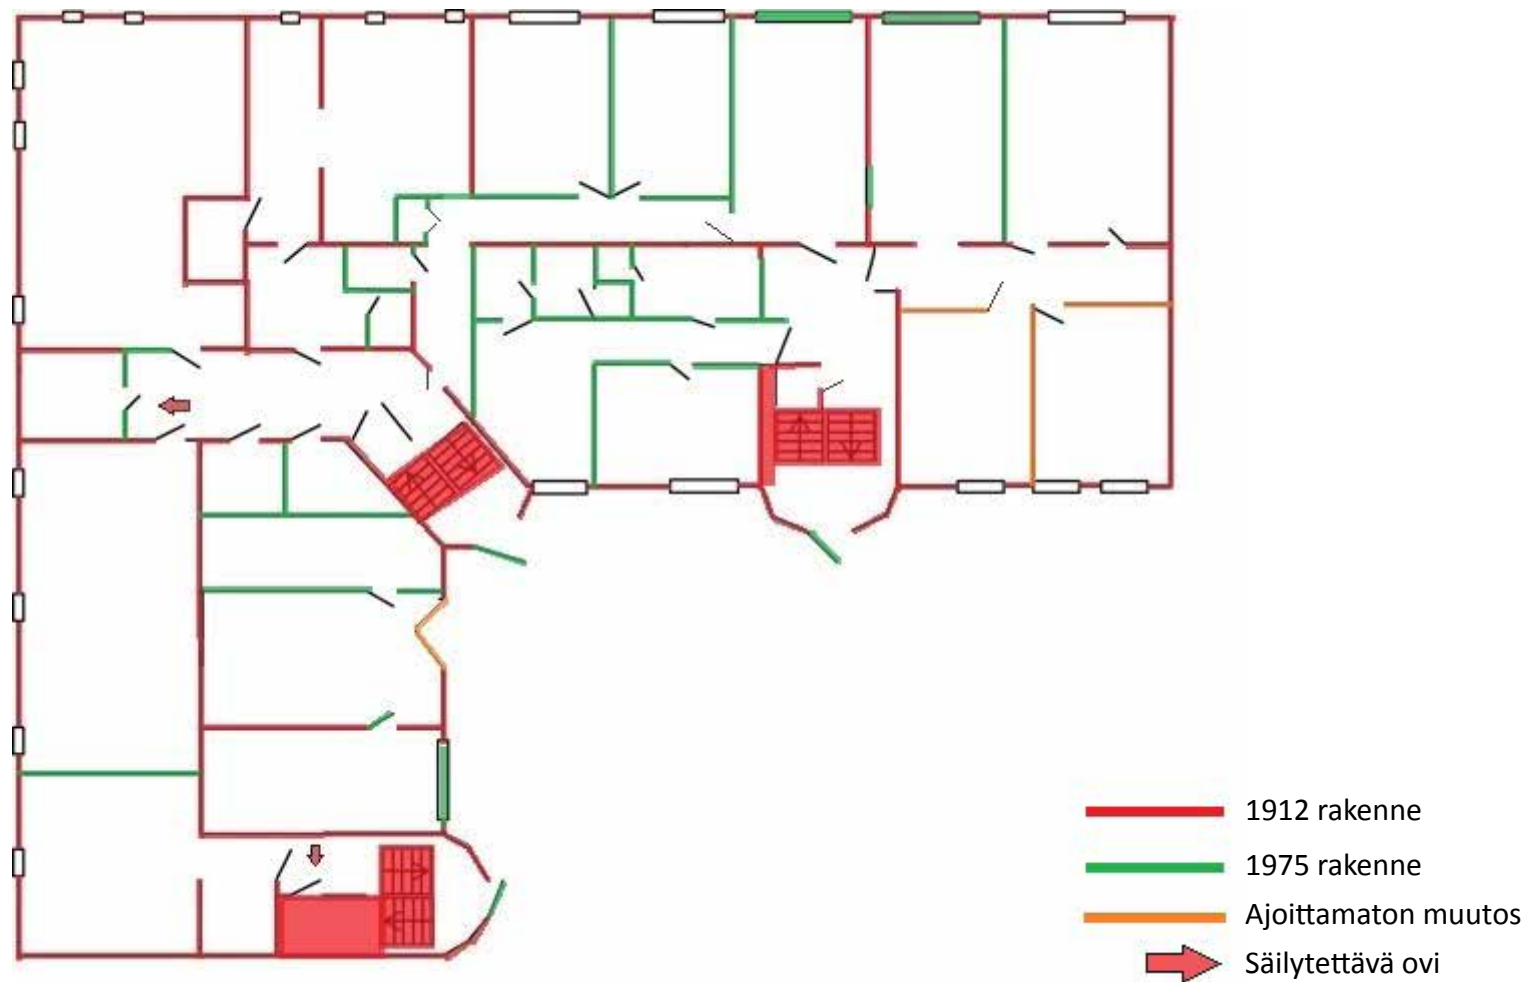 1912 rakenne
1975 rakenne
Ajoittamaton muutos
Säilytettävä ovi